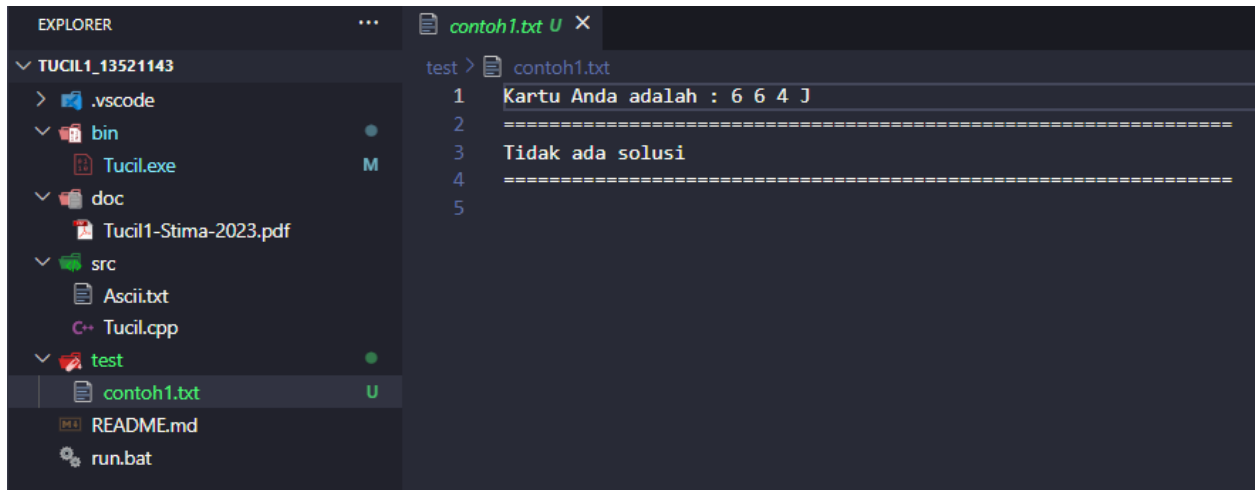 EXPLORER ...
TUCIL1_13521143
.vscode
bin
Tucil.exe M
doc
Tucil1-Stima-2023.pdf
src
Ascii.txt
C++ Tucil.cpp
test
contoh1.txt U
README.md
run.bat
contoh1.txt U ×
test > contoh1.txt
1 Kartu Anda adalah : 6 6 4 J
2 ================================================================
3 Tidak ada solusi
4 ================================================================
5